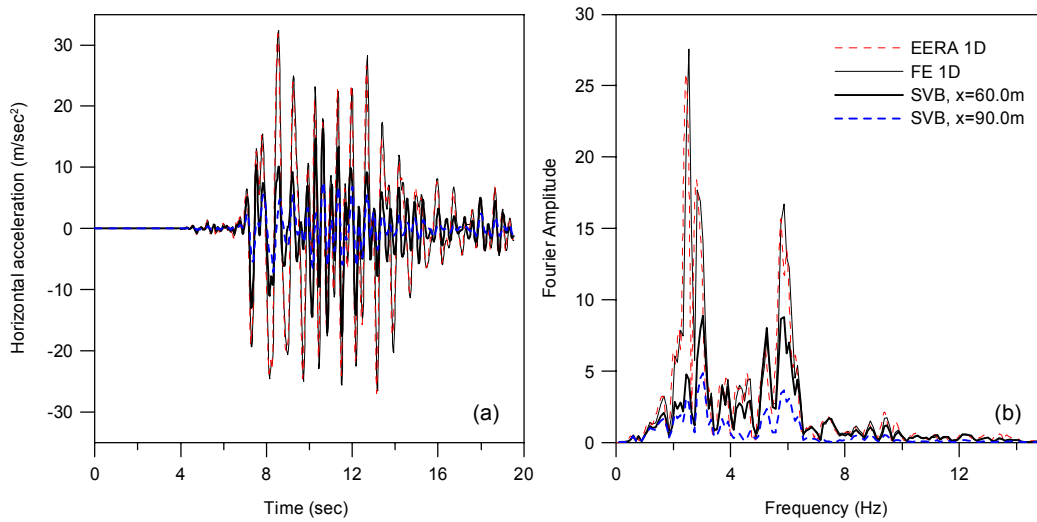 30
20
10
0
-10
-20
-30
Horizontal acceleration (m/sec²)
0
4
8
12
16
20
Time (sec)
(a)
30
25
20
15
10
5
0
Fourier Amplitude
0
4
8
12
Frequency (Hz)
EERA 1D
FE 1D
SVB, x=60.0m
SVB, x=90.0m
(b)